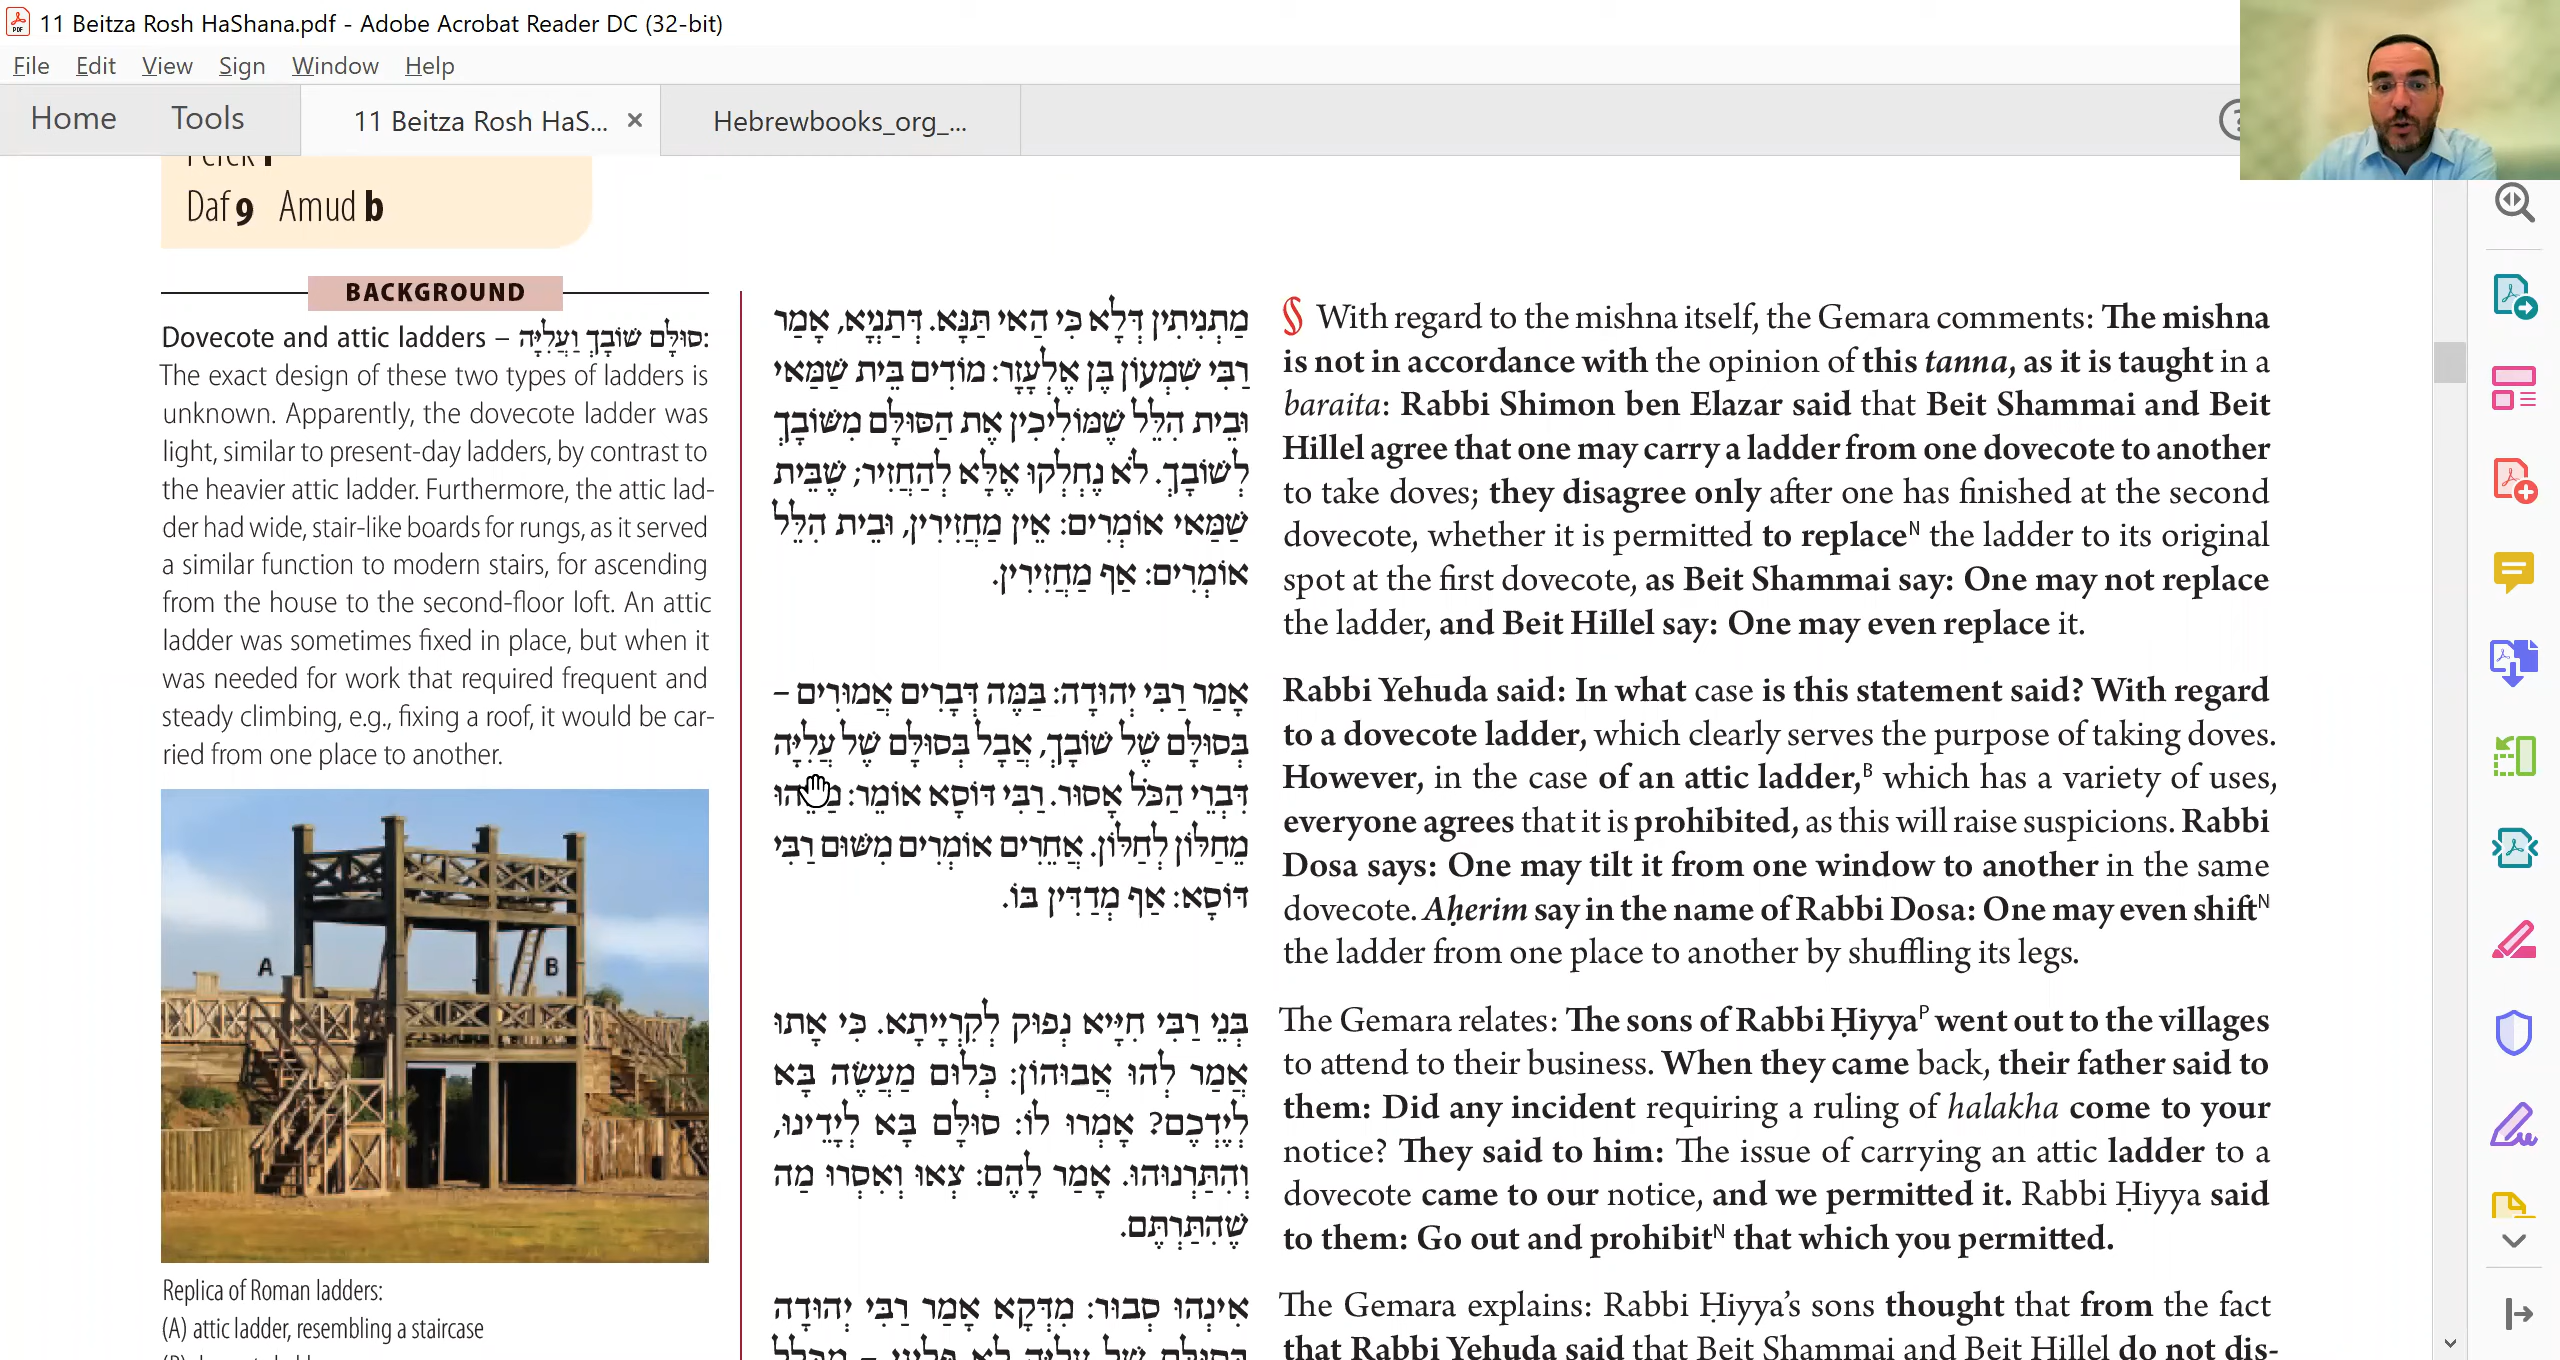 11 Beitza Rosh HaShana.pdf - Adobe Acrobat Reader DC (32-bit)
File Edit View Sign Window Help
Home Tools 11 Beitza Rosh HaS... × Hebrewbooks_org_...
Perek I
Daf 9 Amud b
BACKGROUND
Dovecote and attic ladders – סוּלָּם שׁוֹבָךְ וַעֲלִיָּה:
The exact design of these two types of ladders is
unknown. Apparently, the dovecote ladder was
light, similar to present-day ladders, by contrast to
the heavier attic ladder. Furthermore, the attic lad-
der had wide, stair-like boards for rungs, as it served
a similar function to modern stairs, for ascending
from the house to the second-floor loft. An attic
ladder was sometimes fixed in place, but when it
was needed for work that required frequent and
steady climbing, e.g., fixing a roof, it would be car-
ried from one place to another.
A
B
Replica of Roman ladders:
(A) attic ladder, resembling a staircase
מַתְנִיתִין דְּלָא כִּי הַאי תַּנָּא. דְּתַנְיָא, אָמַר
רַבִּי שִׁמְעוֹן בֶּן אֶלְעָזָר: מוֹדִים בֵּית שַׁמַּאי
וּבֵית הִלֵּל שֶׁמּוֹלִיכִין אֶת הַסּוּלָּם מִשּׁוֹבָךְ
לְשׁוֹבָךְ. לֹא נֶחְלְקוּ אֶלָּא לְהַחֲזִיר; שֶׁבֵּית
שַׁמַּאי אוֹמְרִים: אֵין מַחֲזִירִין, וּבֵית הִלֵּל
אוֹמְרִים: אַף מַחֲזִירִין.
אָמַר רַבִּי יְהוּדָה: בַּמֶּה דְּבָרִים אֲמוּרִים –
בְּסוּלָּם שֶׁל שׁוֹבָךְ, אֲבָל בְּסוּלָּם שֶׁל עֲלִיָּה
דִּבְרֵי הַכֹּל אָסוּר. רַבִּי דּוֹסָא אוֹמֵר:
מֵחַלּוֹן לְחַלּוֹן. אֲחֵרִים אוֹמְרִים מִשּׁוּם רַבִּי
דּוֹסָא: אַף מְדַדִּין בּוֹ.
בְּנֵי רַבִּי חִיָּיא נְפוּק לְקִרְיָיתָא. כִּי אֲתוֹ
אֲמַר לְהוּ אֲבוּהוֹן: כְּלוּם מַעֲשֶׂה בָּא
לְיֶדְכֶם? אָמְרוּ לוֹ: סוּלָּם בָּא לְיָדֵינוּ,
וְהִתַּרְנוּהוּ. אָמַר לָהֶם: צְאוּ וְאִסְרוּ מַה
שֶּׁהִתַּרְתֶּם.
אִינְהוּ סְבוּר: מִדְּקָא אָמַר רַבִּי יְהוּדָה
בְּסוּלָּם שֶׁל עֲלִיָּה לָא פְּלִיגִי – מִכְּלָל
§ With regard to the mishna itself, the Gemara comments: The mishna
is not in accordance with the opinion of this tanna, as it is taught in a
baraita: Rabbi Shimon ben Elazar said that Beit Shammai and Beit
Hillel agree that one may carry a ladder from one dovecote to another
to take doves; they disagree only after one has finished at the second
dovecote, whether it is permitted to replaceᴺ the ladder to its original
spot at the first dovecote, as Beit Shammai say: One may not replace
the ladder, and Beit Hillel say: One may even replace it.
Rabbi Yehuda said: In what case is this statement said? With regard
to a dovecote ladder, which clearly serves the purpose of taking doves.
However, in the case of an attic ladder,ᴮ which has a variety of uses,
everyone agrees that it is prohibited, as this will raise suspicions. Rabbi
Dosa says: One may tilt it from one window to another in the same
dovecote. Aḥerim say in the name of Rabbi Dosa: One may even shiftᴺ
the ladder from one place to another by shuffling its legs.
The Gemara relates: The sons of Rabbi Ḥiyyaᴾ went out to the villages
to attend to their business. When they came back, their father said to
them: Did any incident requiring a ruling of halakha come to your
notice? They said to him: The issue of carrying an attic ladder to a
dovecote came to our notice, and we permitted it. Rabbi Ḥiyya said
to them: Go out and prohibitᴺ that which you permitted.
The Gemara explains: Rabbi Ḥiyya's sons thought that from the fact
that Rabbi Yehuda said that Beit Shammai and Beit Hillel do not dis-